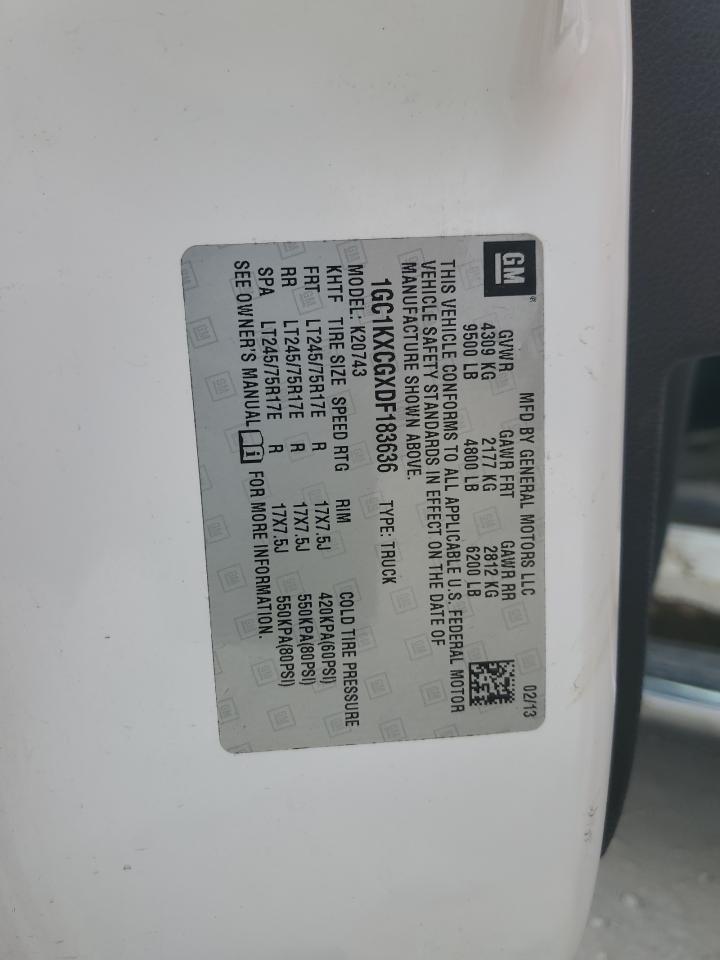 GM ®
MFD BY GENERAL MOTORS LLC 02/13
GVWR GAWR FRT GAWR RR
4309 KG 2177 KG 2812 KG
9500 LB 4800 LB 6200 LB
THIS VEHICLE CONFORMS TO ALL APPLICABLE U.S. FEDERAL MOTOR
VEHICLE SAFETY STANDARDS IN EFFECT ON THE DATE OF
MANUFACTURE SHOWN ABOVE.
1GC1KXCGXDF183636 TYPE: TRUCK
MODEL: K20743
KHTF TIRE SIZE SPEED RTG RIM COLD TIRE PRESSURE
FRT LT245/75R17E R 17X7.5J 420KPA(60PSI)
RR LT245/75R17E R 17X7.5J 550KPA(80PSI)
SPA LT245/75R17E R 17X7.5J 550KPA(80PSI)
SEE OWNER'S MANUAL FOR MORE INFORMATION.